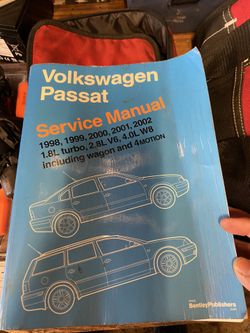 Volkswagen
Passat
Service Manual
1998, 1999, 2000, 2001, 2002
1.8L turbo, 2.8L V6, 4.0L W8
including wagon and 4MOTION
BentleyPublishers